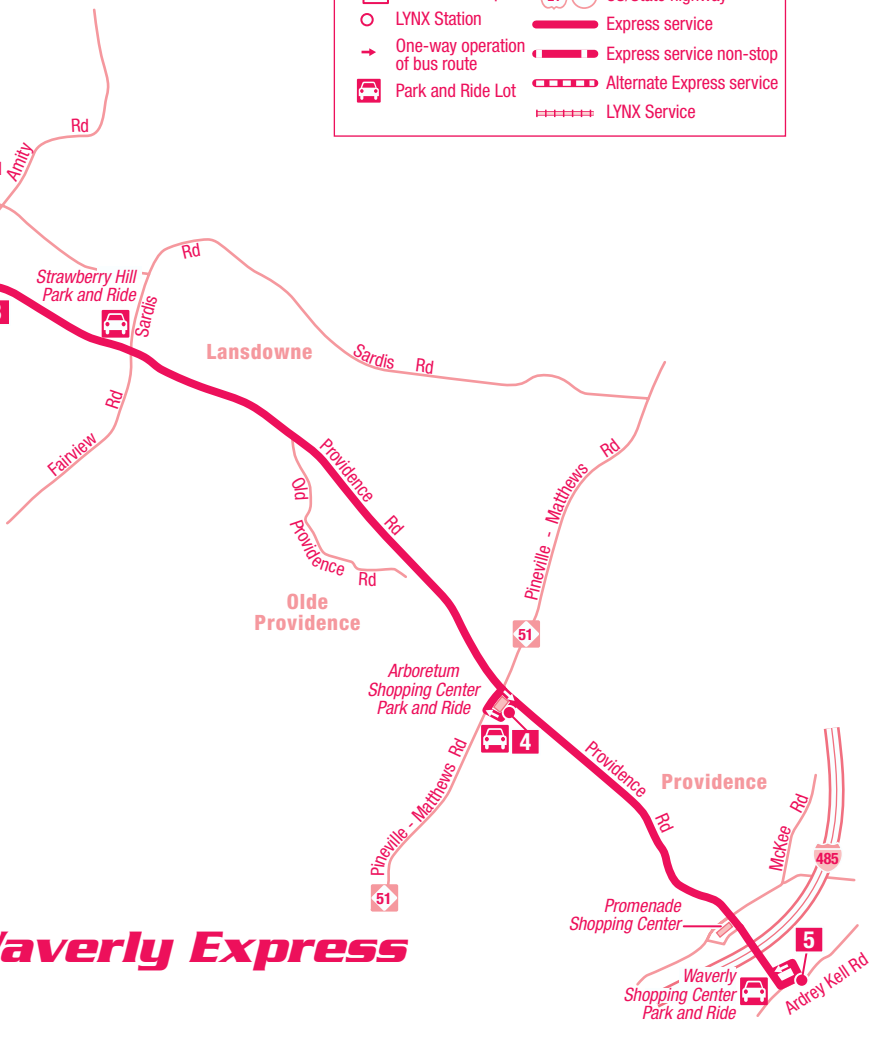 LYNX Station
One-way operation
of bus route
Park and Ride Lot
Express service
Express service non-stop
Alternate Express service
LYNX Service
Rd
Amity
Rd
Strawberry Hill
Park and Ride
Sardis
Lansdowne
Sardis Rd
Rd
Fairview
Providence
Rd
Old
Providence
Rd
Olde
Providence
Rd
Pineville - Matthews
51
Arboretum
Shopping Center
Park and Ride
4
Pineville - Matthews Rd
51
Providence
Rd
Providence
McKee Rd
485
Promenade
Shopping Center
5
Waverly
Shopping Center
Park and Ride
Ardrey Kell Rd
averly Express